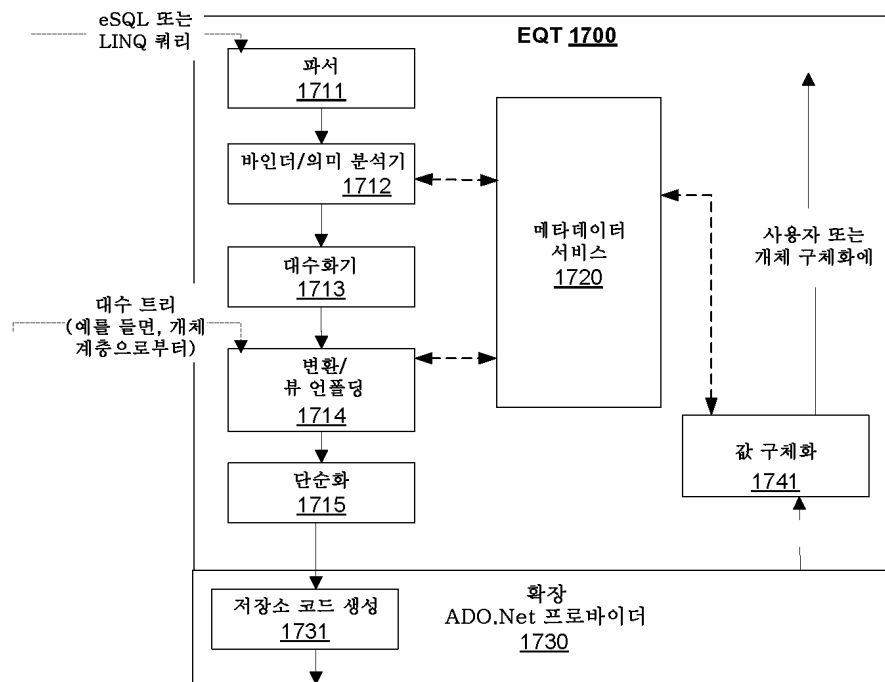 eSQL 또는
LINQ 쿼리
EQT 1700
파서
1711
바인더/의미 분석기
1712
메타데이터
서비스
1720
사용자 또는
개체 구체화에
대수화기
1713
대수 트리
(예를 들면, 개체
계층으로부터)
변환/
뷰 언폴딩
1714
값 구체화
1741
단순화
1715
저장소 코드 생성
1731
확장
ADO.Net 프로바이더
1730